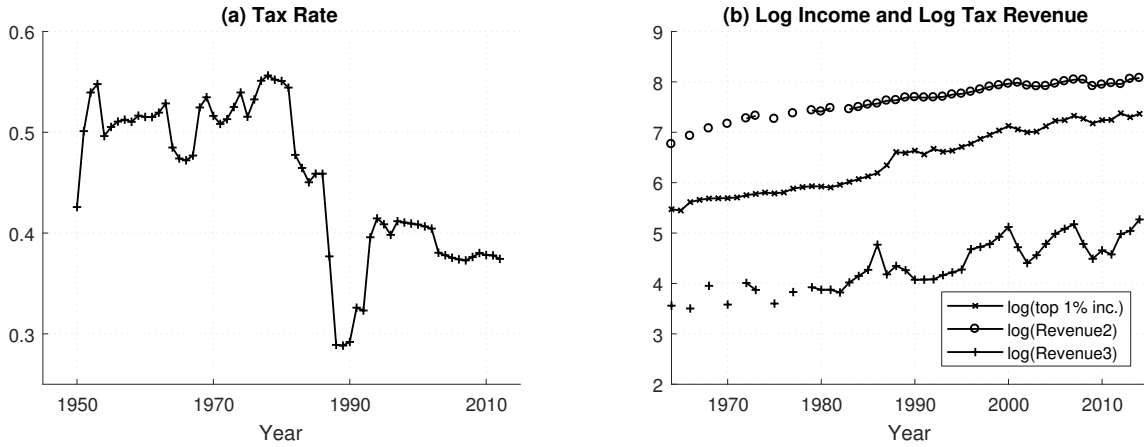 (a) Tax Rate
0.6
0.5
0.4
0.3
1950 1970 1990 2010
Year
(b) Log Income and Log Tax Revenue
9
8
7
6
5
4
3
2
1970 1980 1990 2000 2010
Year
log(top 1% inc.)
log(Revenue2)
log(Revenue3)